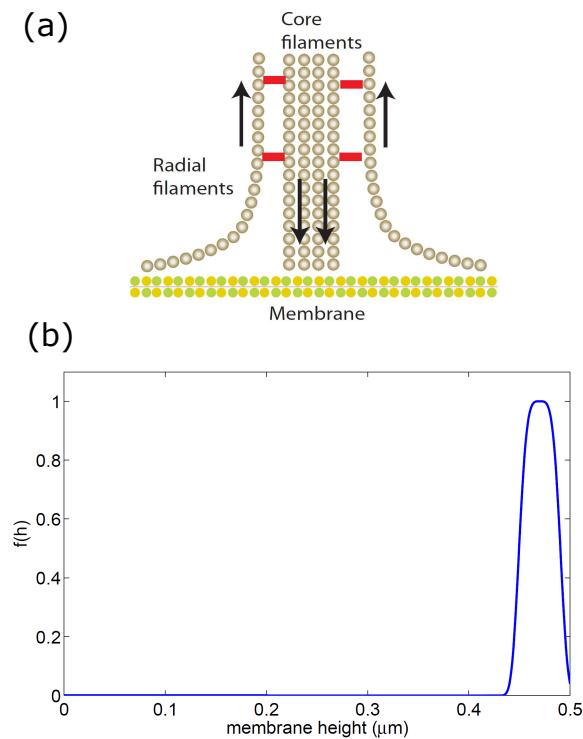 (a)
Core
filaments
Radial
filaments
Membrane
(b)
1
0.8
0.6
0.4
0.2
0
f(h)
0
0.1
0.2
0.3
0.4
0.5
membrane height (μm)